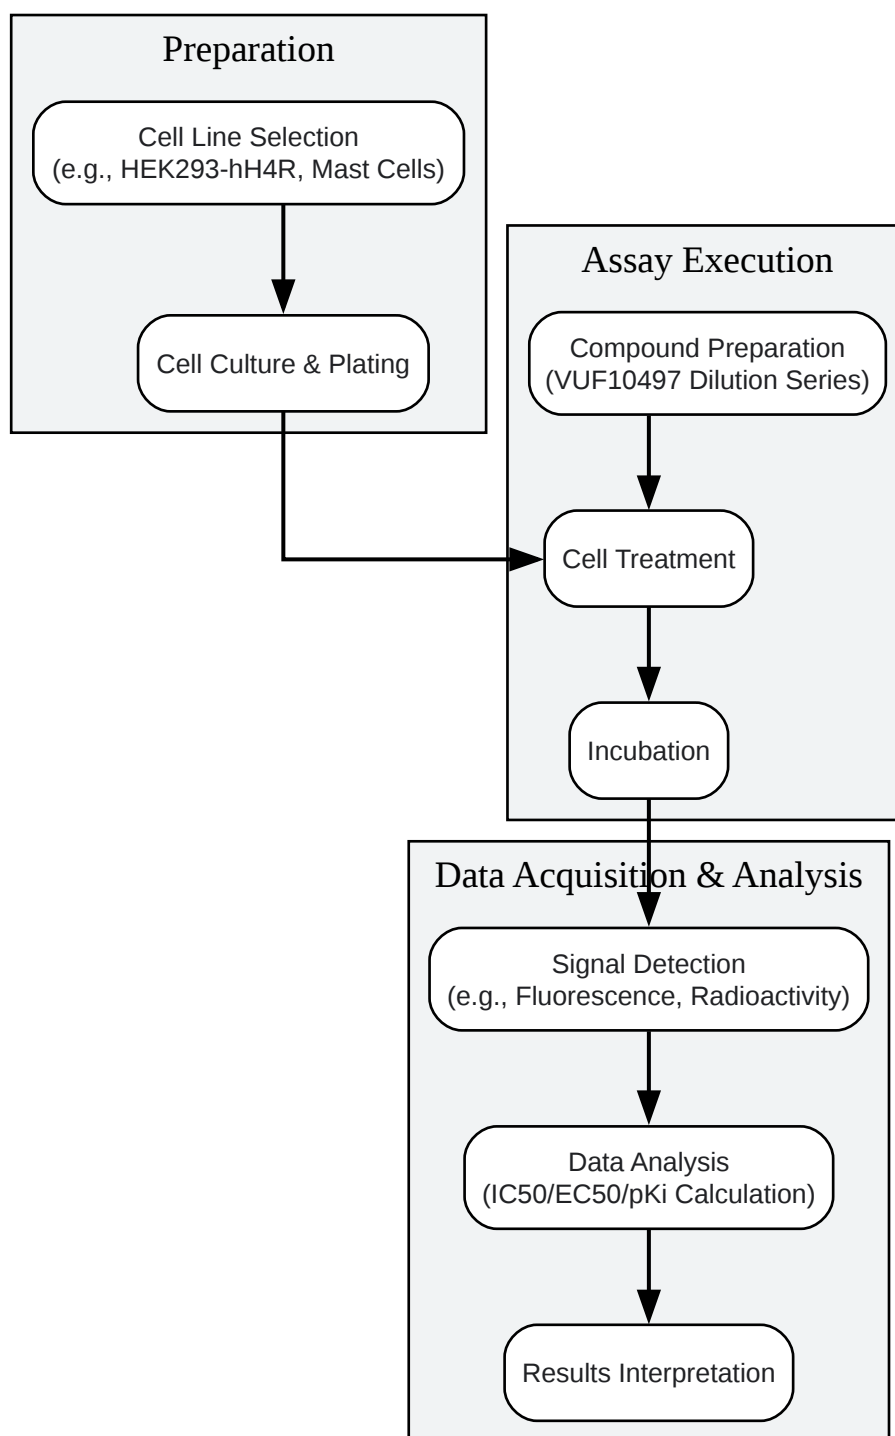 Preparation
Cell Line Selection
(e.g., HEK293-hH4R, Mast Cells)
Cell Culture & Plating
Assay Execution
Compound Preparation
(VUF10497 Dilution Series)
Cell Treatment
Incubation
Data Acquisition & Analysis
Signal Detection
(e.g., Fluorescence, Radioactivity)
Data Analysis
(IC50/EC50/pKi Calculation)
Results Interpretation